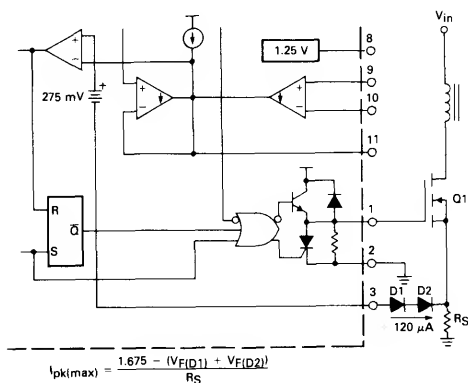 8
V_in
1.25 V
9
10
275 mV
11
1
Q1
R
Q̅
S
2
3
D1 D2
120 μA
R_S
I_pk(max) = 1.675 − (V_F(D1) + V_F(D2)) / R_S